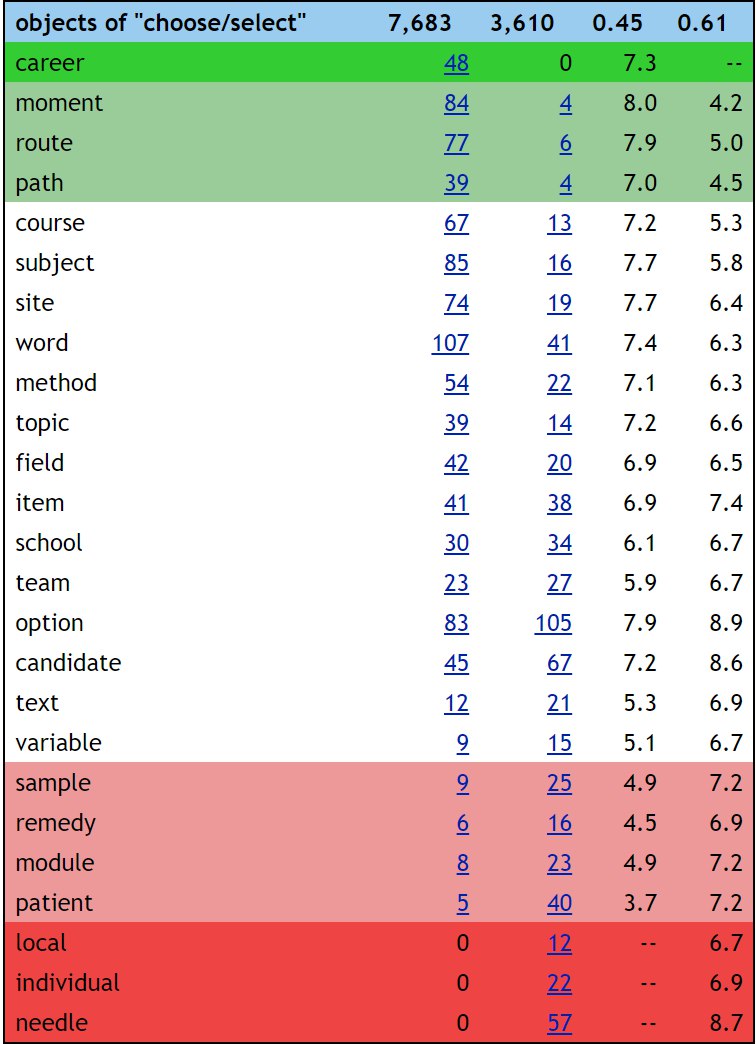 objects of "choose/select" 7,683 3,610 0.45 0.61
career 48 0 7.3 --
moment 84 4 8.0 4.2
route 77 6 7.9 5.0
path 39 4 7.0 4.5
course 67 13 7.2 5.3
subject 85 16 7.7 5.8
site 74 19 7.7 6.4
word 107 41 7.4 6.3
method 54 22 7.1 6.3
topic 39 14 7.2 6.6
field 42 20 6.9 6.5
item 41 38 6.9 7.4
school 30 34 6.1 6.7
team 23 27 5.9 6.7
option 83 105 7.9 8.9
candidate 45 67 7.2 8.6
text 12 21 5.3 6.9
variable 9 15 5.1 6.7
sample 9 25 4.9 7.2
remedy 6 16 4.5 6.9
module 8 23 4.9 7.2
patient 5 40 3.7 7.2
local 0 12 -- 6.7
individual 0 22 -- 6.9
needle 0 57 -- 8.7